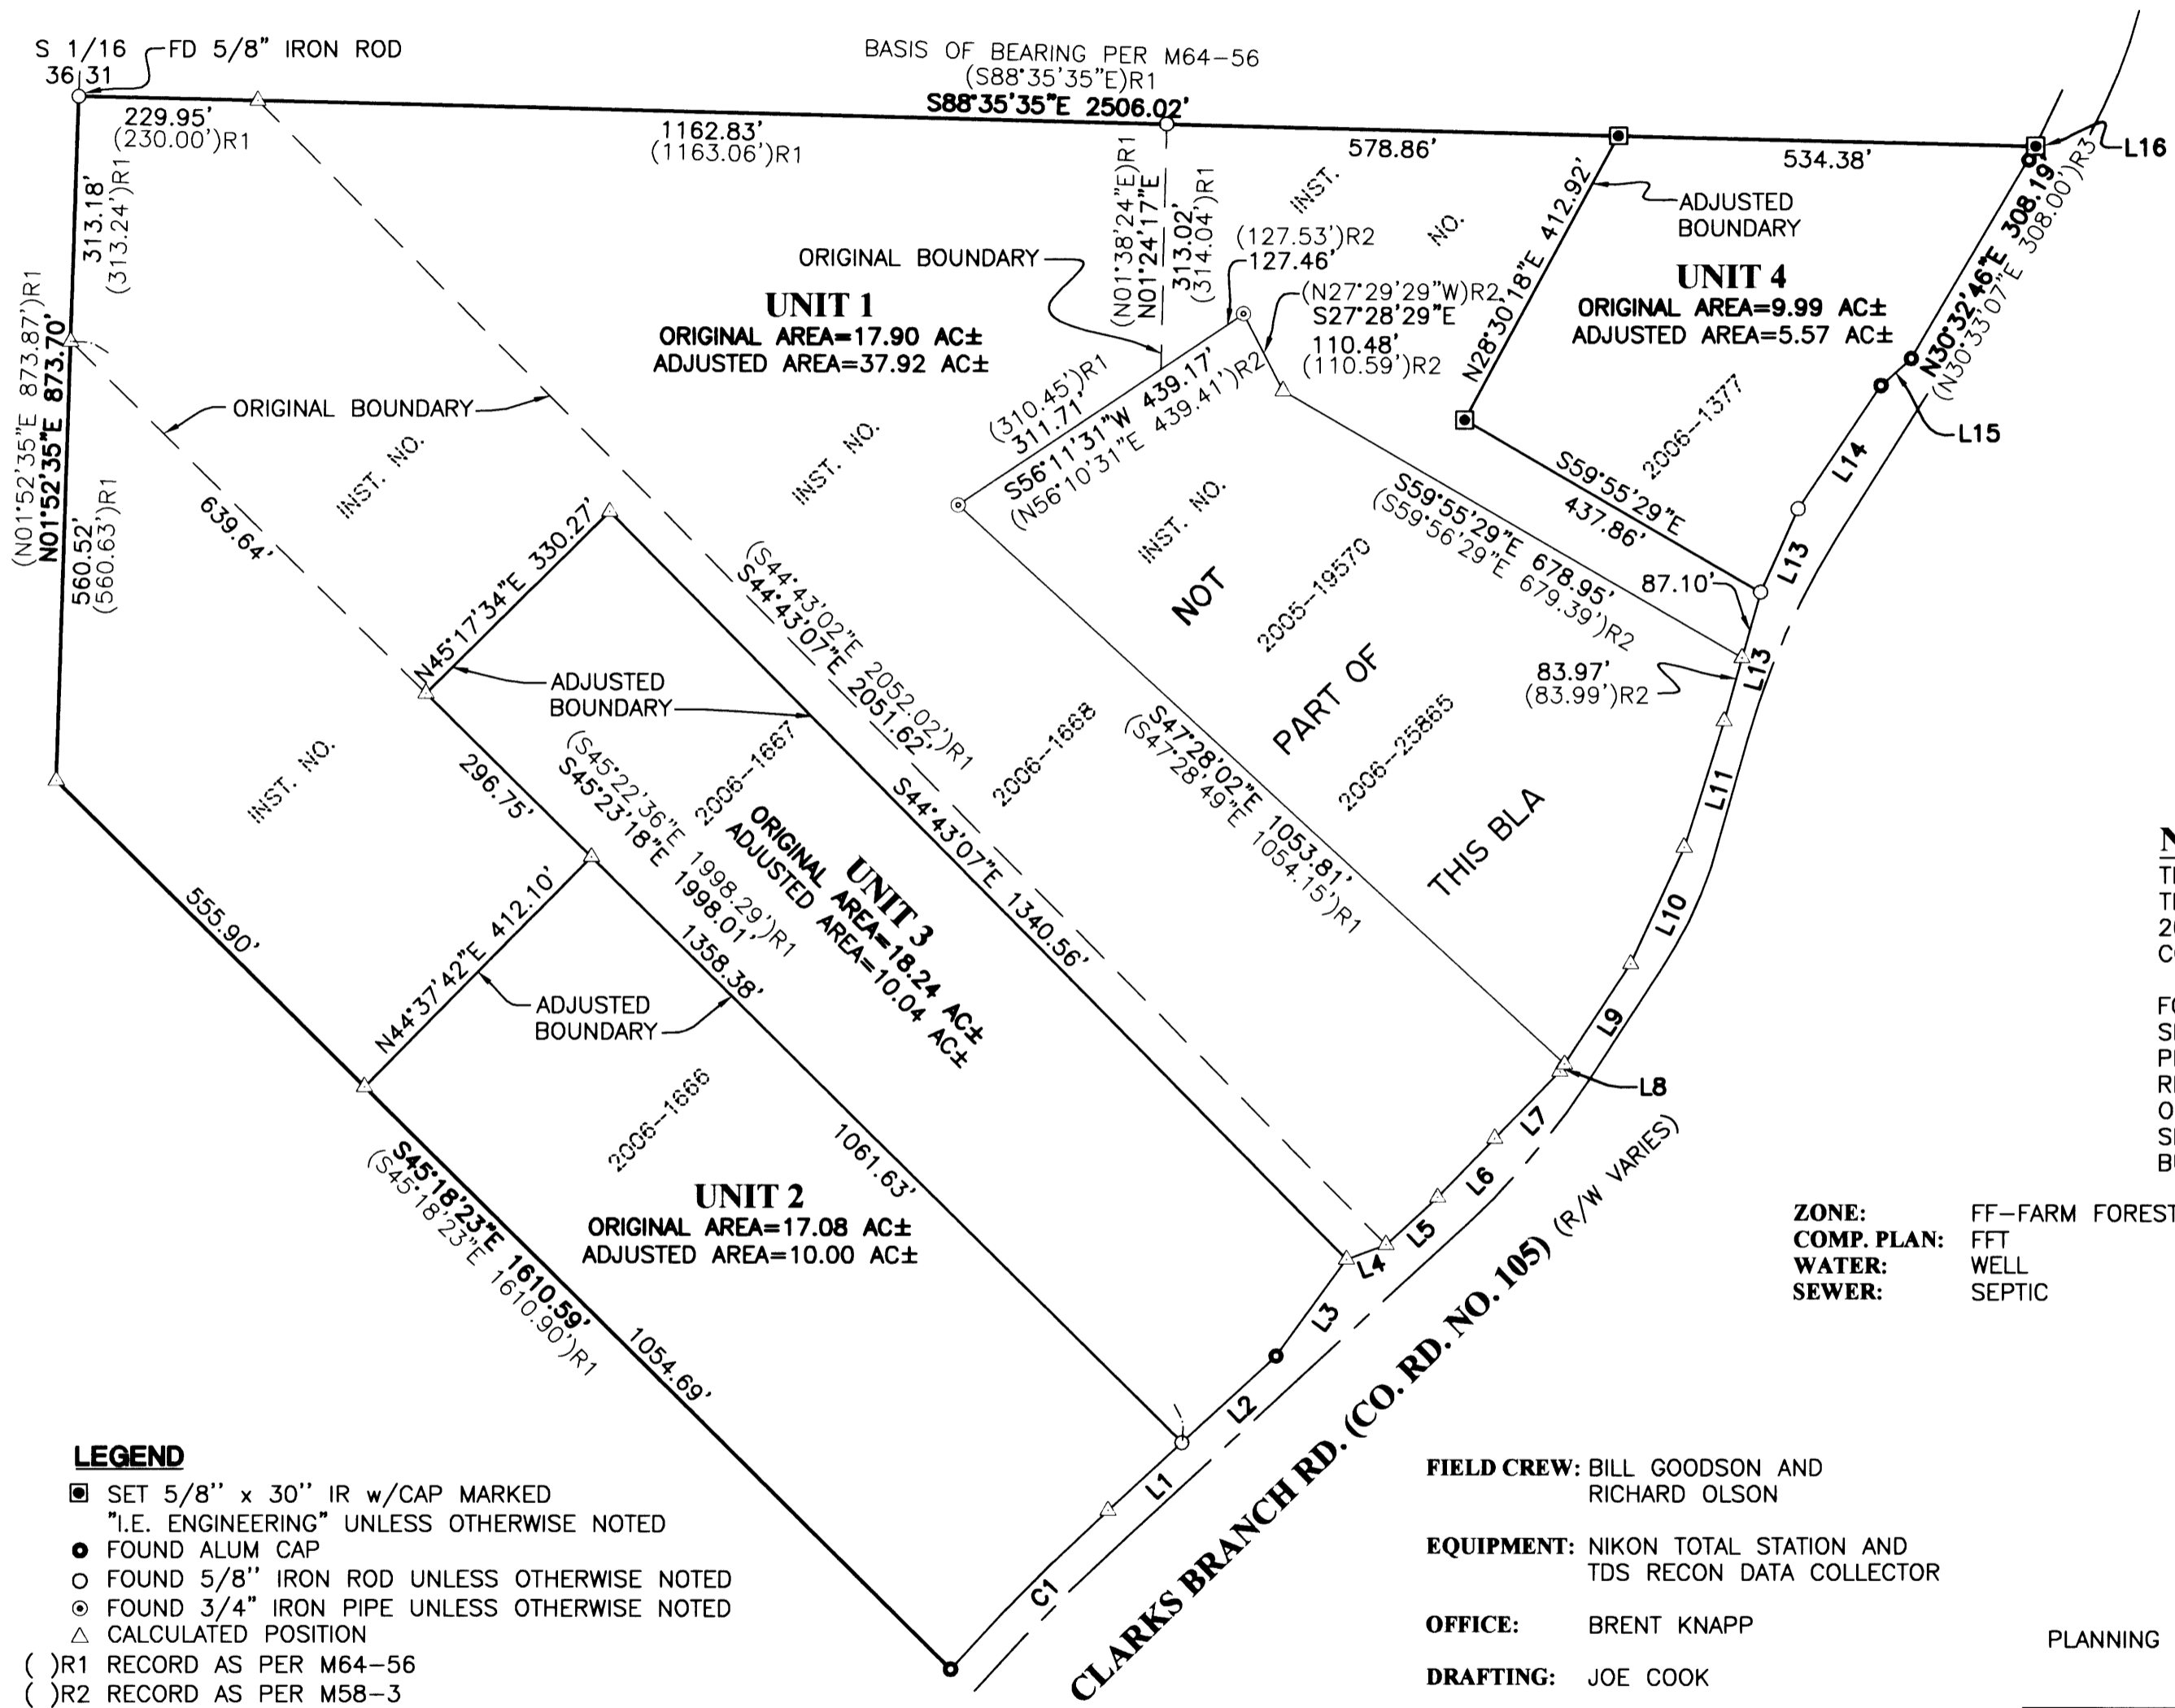 S 1/16
36 31
FD 5/8" IRON ROD
BASIS OF BEARING PER M64-56
(S88°35'35"E)R1
S88°35'35"E 2506.02'
229.95'
(230.00')R1
1162.83'
(1163.06')R1
578.86'
534.38'
L16
313.18'
(313.24')R1
(N01°52'35"E 873.87')R1
N01°52'35"E 873.70'
560.52'
(560.63')R1
ORIGINAL BOUNDARY
639.64'
INST. NO.
ORIGINAL BOUNDARY
UNIT 1
ORIGINAL AREA=17.90 AC±
ADJUSTED AREA=37.92 AC±
INST. NO.
(N01°38'24"E)R1
N01°24'17"E
313.02'
(314.04')R1
INST. NO.
(127.53')R2
127.46'
(N27°29'29"W)R2
S27°28'29"E
110.48'
(110.59')R2
(310.45')R1
311.71'
S56°11'31"W 439.17'
(N56°10'31"E 439.41')R2
N28°30'18"E 412.92'
ADJUSTED
BOUNDARY
UNIT 4
ORIGINAL AREA=9.99 AC±
ADJUSTED AREA=5.57 AC±
2006-1377
N30°32'46"E 308.19'
(N30°33'07"E 308.00')R3
L15
L14
L13
S59°55'29"E
437.86'
S59°55'29"E 678.95'
(S59°56'29"E 679.39')R2
87.10'
L13
83.97'
(83.99')R2
INST. NO.
2005-19570
2006-25865
NOT
PART OF
THIS BLA
L11
L10
L9
L8
L7
L6
L5
L4
L3
L2
L1
C1
N45°17'34"E 330.27'
ADJUSTED
BOUNDARY
(S44°43'02"E 2052.02')R1
S44°43'07"E 2051.62'
S44°43'07"E 1340.56'
2006-1668
S47°28'02"E 1053.81'
(S47°28'49"E 1054.15')R1
INST. NO.
296.75'
(S45°22'36"E 1998.29')R1
S45°23'18"E 1998.01'
1358.38'
2006-1667
UNIT 3
ORIGINAL AREA=18.24 AC±
ADJUSTED AREA=10.04 AC±
555.90'
N44°37'42"E 412.10'
ADJUSTED
BOUNDARY
2006-1666
1061.63'
UNIT 2
ORIGINAL AREA=17.08 AC±
ADJUSTED AREA=10.00 AC±
S45°18'23"E 1610.59'
(S45°18'23"E 1610.90')R1
1054.69'
CLARKS BRANCH RD. (CO. RD. NO. 105) (R/W VARIES)
ZONE: FF-FARM FOREST
COMP. PLAN: FFT
WATER: WELL
SEWER: SEPTIC
LEGEND
SET 5/8" x 30" IR w/CAP MARKED
"I.E. ENGINEERING" UNLESS OTHERWISE NOTED
FOUND ALUM CAP
FOUND 5/8" IRON ROD UNLESS OTHERWISE NOTED
FOUND 3/4" IRON PIPE UNLESS OTHERWISE NOTED
CALCULATED POSITION
( )R1 RECORD AS PER M64-56
( )R2 RECORD AS PER M58-3
FIELD CREW: BILL GOODSON AND
RICHARD OLSON
EQUIPMENT: NIKON TOTAL STATION AND
TDS RECON DATA COLLECTOR
OFFICE: BRENT KNAPP
DRAFTING: JOE COOK
PLANNING